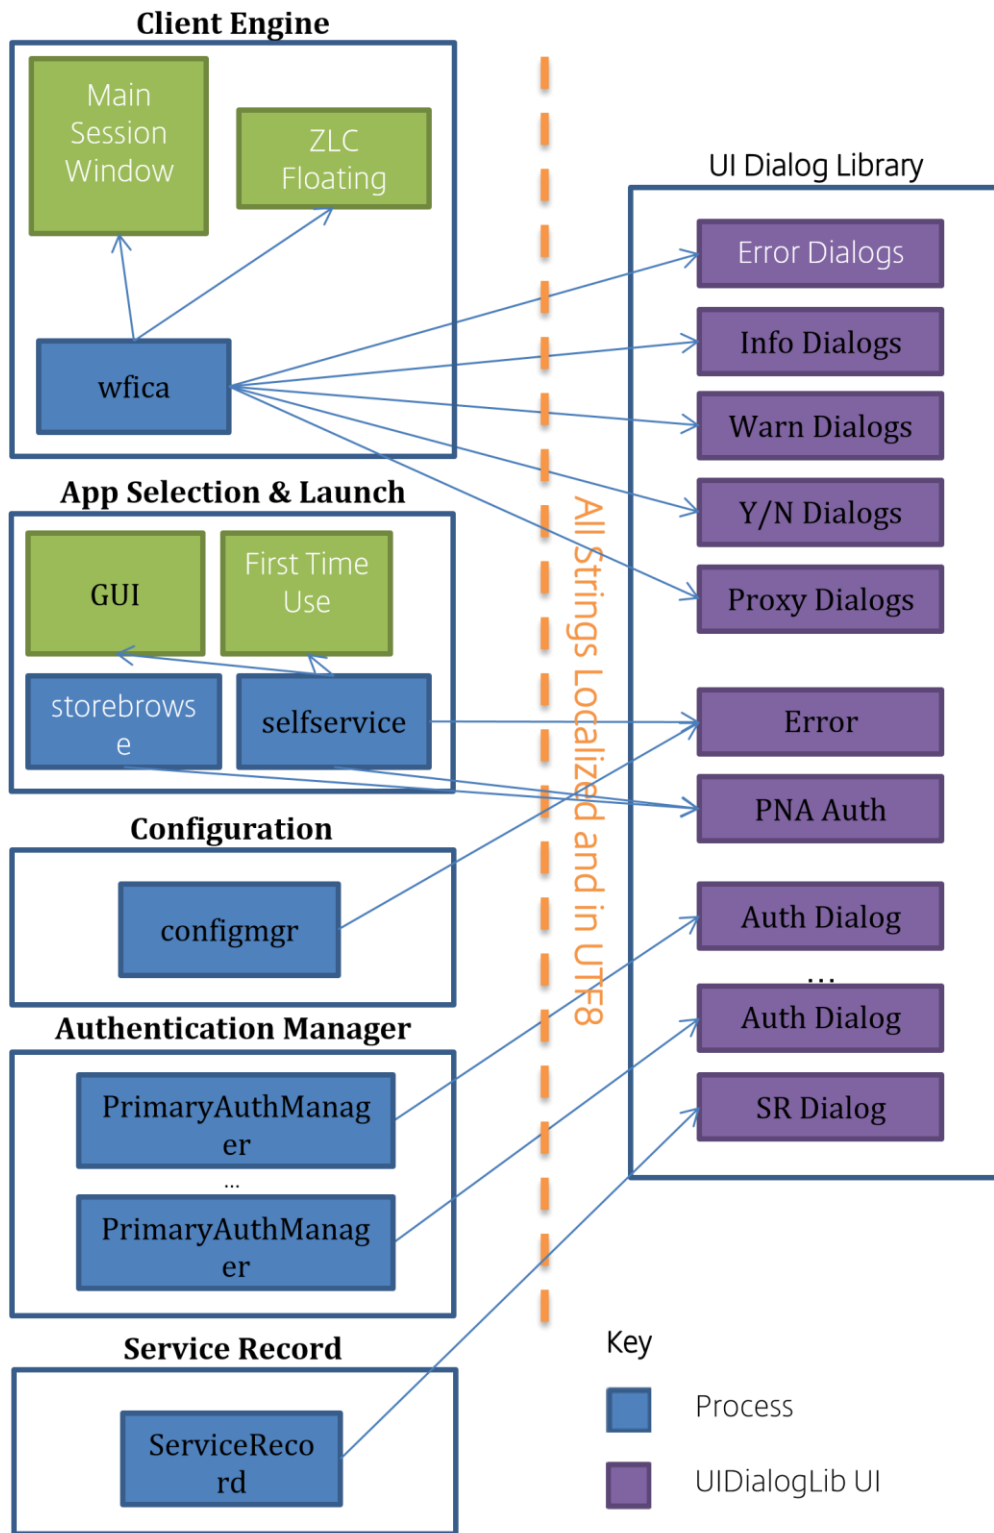 Client Engine
Main
Session
Window
ZLC
Floating
wfica
App Selection & Launch
GUI
First Time
Use
storebrows
e
selfservice
Configuration
configmgr
Authentication Manager
PrimaryAuthManag
er
...
PrimaryAuthManag
er
Service Record
ServiceReco
rd
All Strings Localized and in UTF8
UI Dialog Library
Error Dialogs
Info Dialogs
Warn Dialogs
Y/N Dialogs
Proxy Dialogs
Error
PNA Auth
Auth Dialog
...
Auth Dialog
SR Dialog
Key
Process
UIDialogLib UI